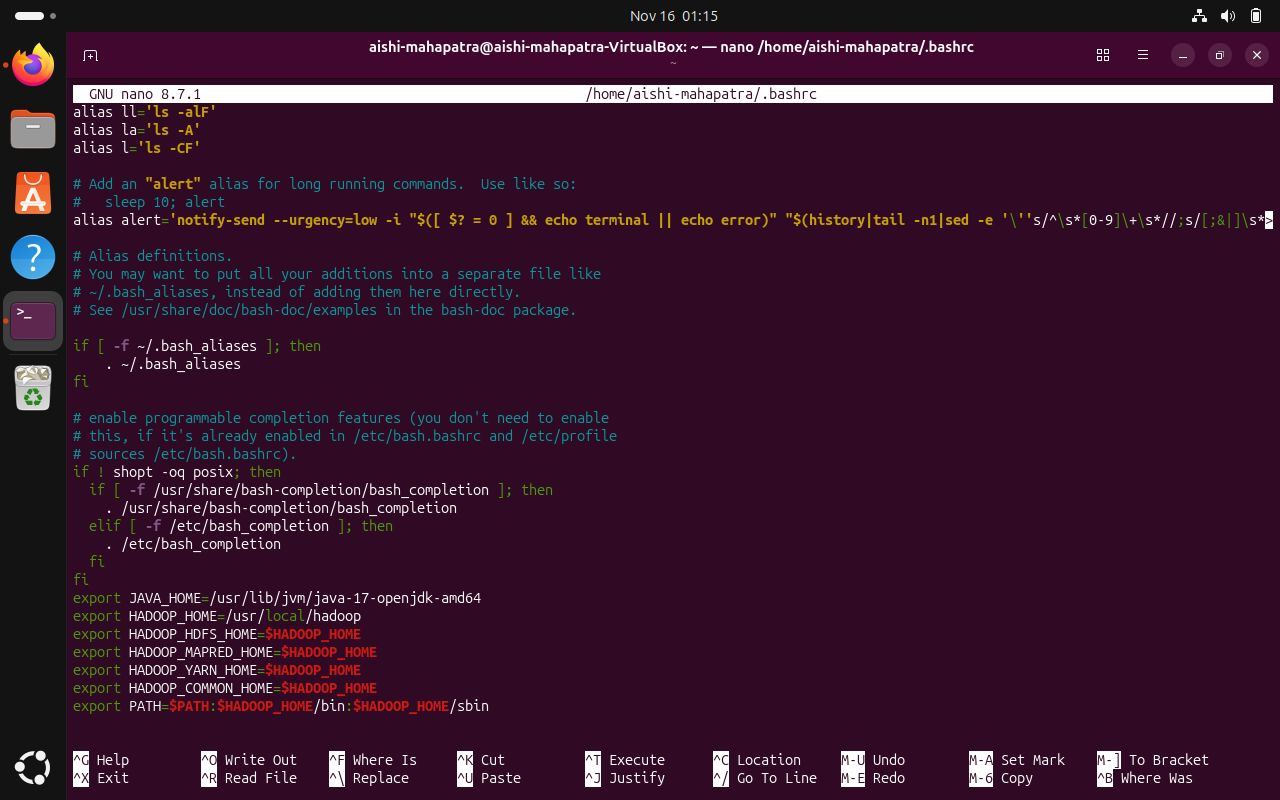 Nov 16 01:15
aishi-mahapatra@aishi-mahapatra-VirtualBox: ~ — nano /home/aishi-mahapatra/.bashrc
~
GNU nano 8.7.1 /home/aishi-mahapatra/.bashrc
alias ll='ls -alF'
alias la='ls -A'
alias l='ls -CF'
# Add an "alert" alias for long running commands.  Use like so:
#   sleep 10; alert
alias alert='notify-send --urgency=low -i "$([ $? = 0 ] && echo terminal || echo error)" "$(history|tail -n1|sed -e '\''s/^\s*[0-9]\+\s*//;s/[;&|]\s*>
# Alias definitions.
# You may want to put all your additions into a separate file like
# ~/.bash_aliases, instead of adding them here directly.
# See /usr/share/doc/bash-doc/examples in the bash-doc package.
if [ -f ~/.bash_aliases ]; then
    . ~/.bash_aliases
fi
# enable programmable completion features (you don't need to enable
# this, if it's already enabled in /etc/bash.bashrc and /etc/profile
# sources /etc/bash.bashrc).
if ! shopt -oq posix; then
  if [ -f /usr/share/bash-completion/bash_completion ]; then
    . /usr/share/bash-completion/bash_completion
  elif [ -f /etc/bash_completion ]; then
    . /etc/bash_completion
  fi
fi
export JAVA_HOME=/usr/lib/jvm/java-17-openjdk-amd64
export HADOOP_HOME=/usr/local/hadoop
export HADOOP_HDFS_HOME=$HADOOP_HOME
export HADOOP_MAPRED_HOME=$HADOOP_HOME
export HADOOP_YARN_HOME=$HADOOP_HOME
export HADOOP_COMMON_HOME=$HADOOP_HOME
export PATH=$PATH:$HADOOP_HOME/bin:$HADOOP_HOME/sbin
^G Help ^O Write Out ^F Where Is ^K Cut ^T Execute ^C Location M-U Undo M-A Set Mark M-] To Bracket
^X Exit ^R Read File ^\ Replace ^U Paste ^J Justify ^/ Go To Line M-E Redo M-6 Copy ^B Where Was